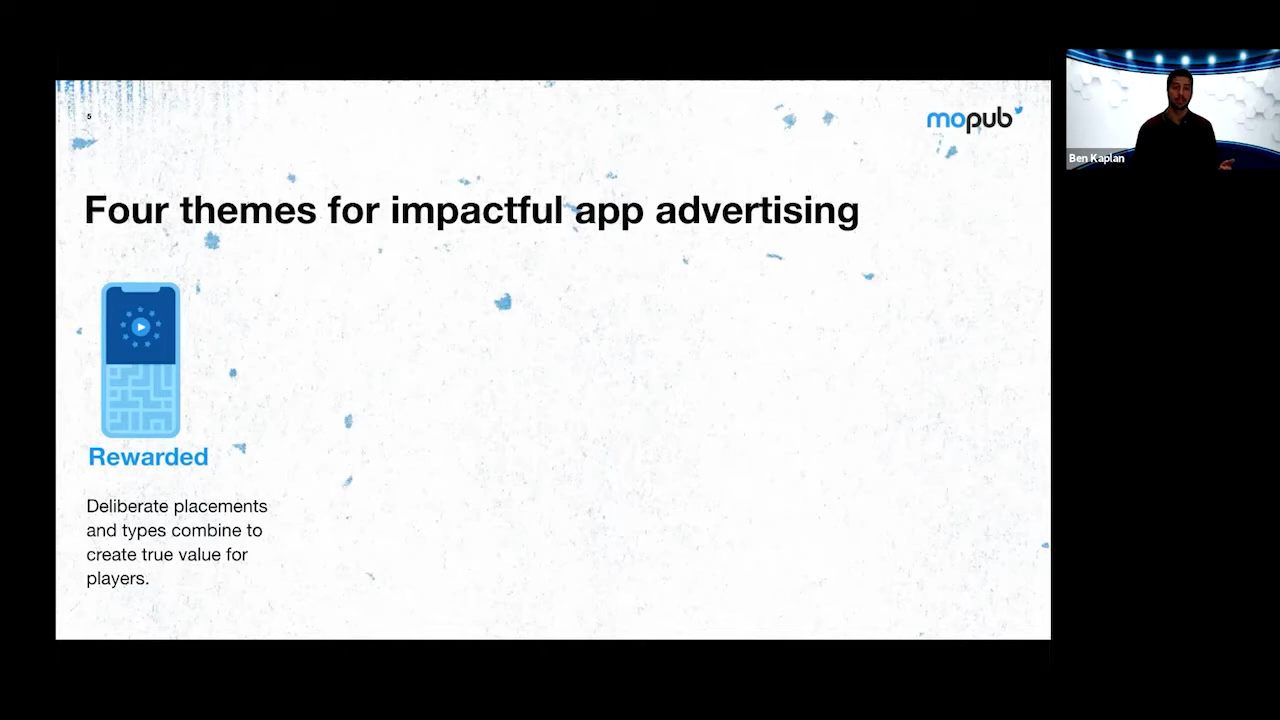 5
mopub
Four themes for impactful app advertising
Rewarded
Deliberate placements
and types combine to
create true value for
players.
Ben Kaplan